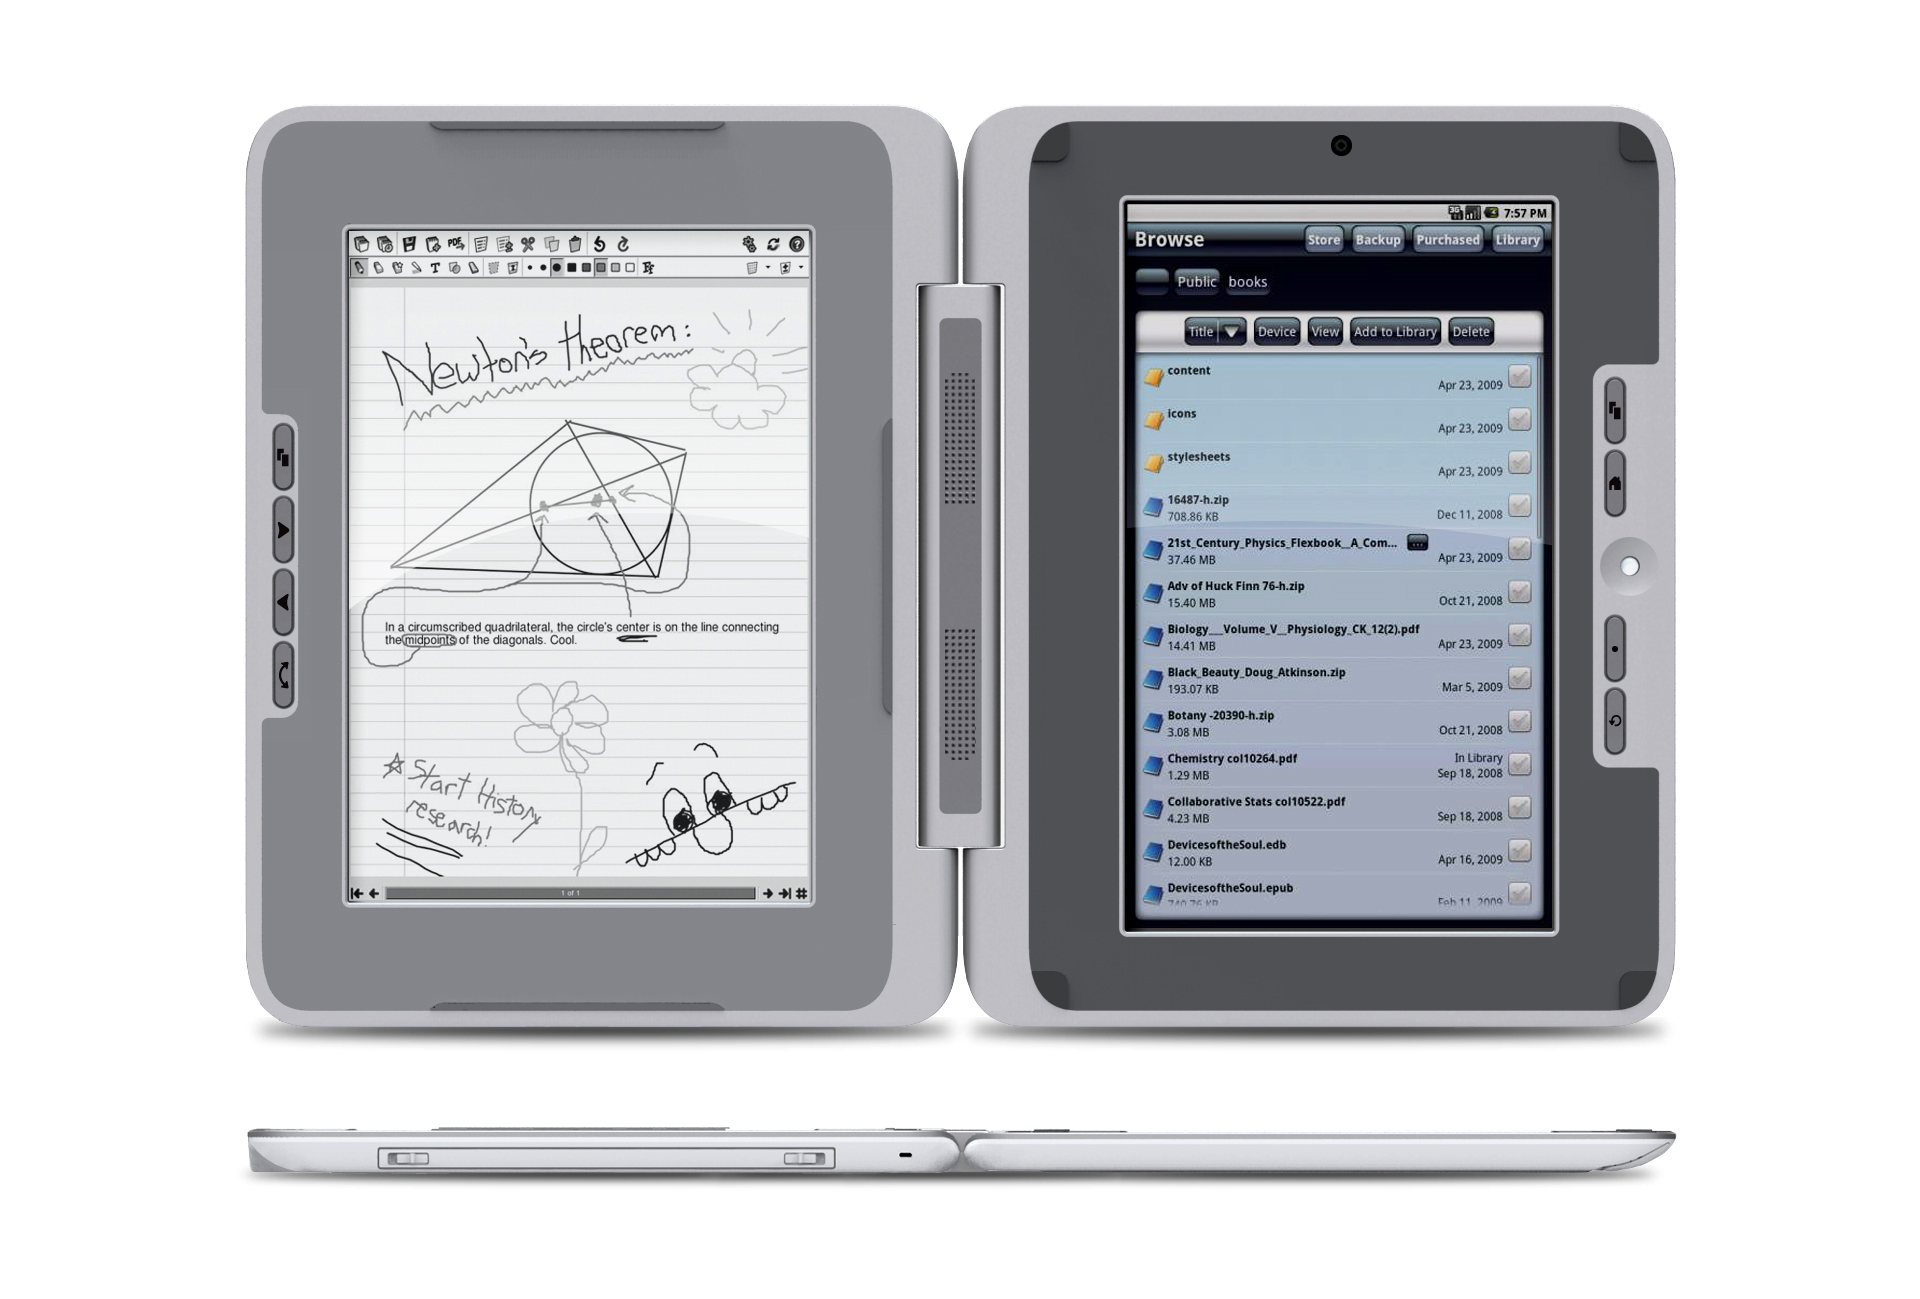 PDF
T
Newton's Theorem:
In a circumscribed quadrilateral, the circle's center is on the line connecting
the midpoints of the diagonals. Cool.
Start History
research!
1 of 1
3G
7:57 PM
Browse
Store
Backup
Purchased
Library
Public
books
Title
Device
View
Add to Library
Delete
content
Apr 23, 2009
icons
Apr 23, 2009
stylesheets
Apr 23, 2009
16487-h.zip
708.86 KB
Dec 11, 2008
21st_Century_Physics_Flexbook__A_Com...
37.46 MB
Apr 23, 2009
Adv of Huck Finn 76-h.zip
15.40 MB
Oct 21, 2008
Biology___Volume_V__Physiology_CK_12(2).pdf
14.41 MB
Apr 23, 2009
Black_Beauty_Doug_Atkinson.zip
193.07 KB
Mar 5, 2009
Botany -20390-h.zip
3.08 MB
Oct 21, 2008
Chemistry col10264.pdf
1.29 MB
In Library
Sep 18, 2008
Collaborative Stats col10522.pdf
4.23 MB
Sep 18, 2008
DevicesoftheSoul.edb
12.00 KB
Apr 16, 2009
DevicesoftheSoul.epub
740.76 KB
Feb 11, 2009